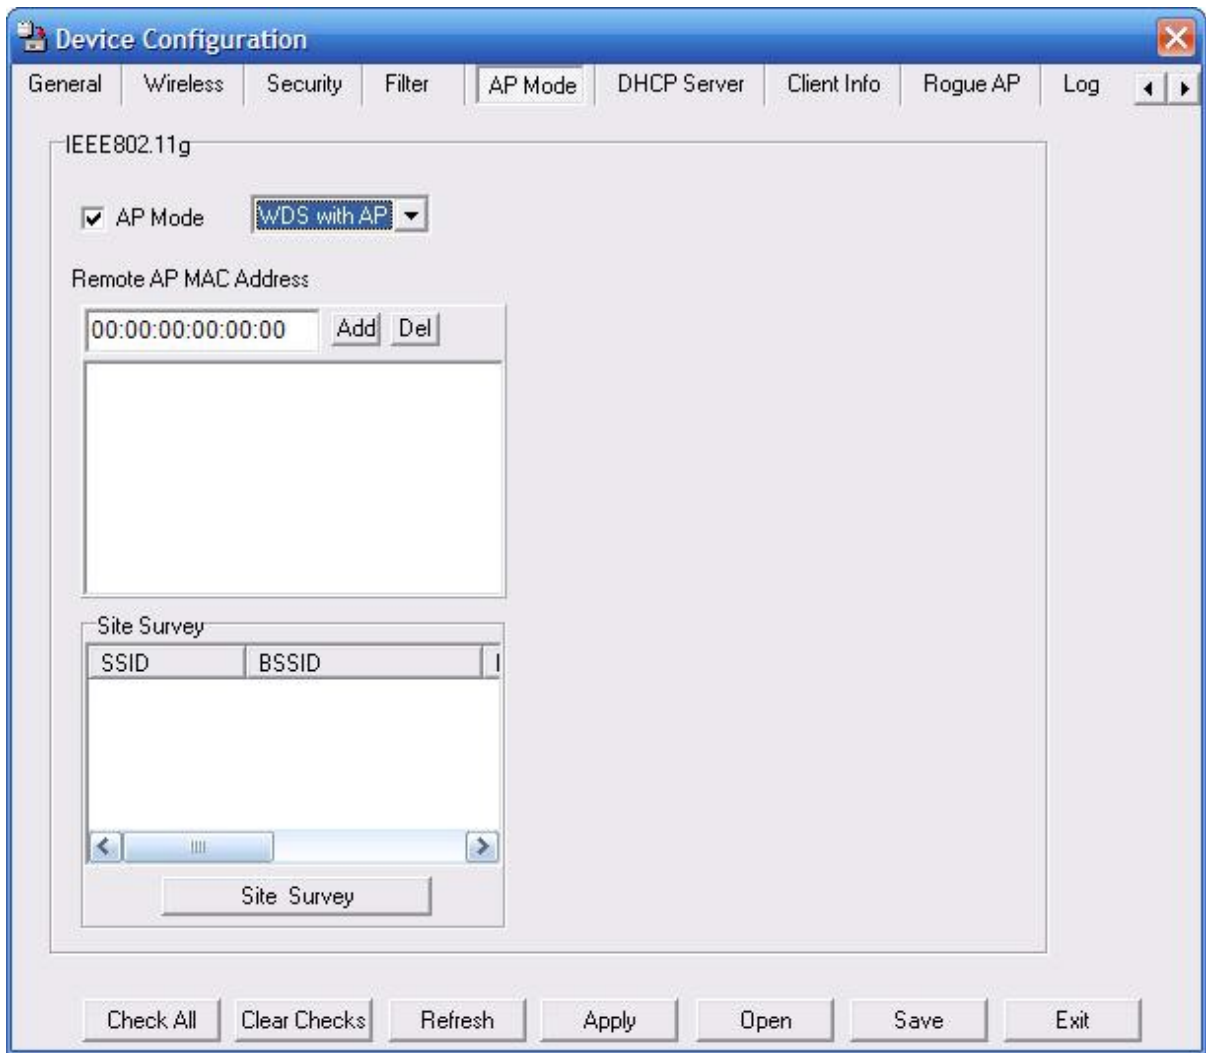 Device Configuration
General Wireless Security Filter AP Mode DHCP Server Client Info Rogue AP Log
IEEE802.11g
AP Mode WDS with AP
Remote AP MAC Address
00:00:00:00:00:00 Add Del
Site Survey
SSID BSSID
Site Survey
Check All Clear Checks Refresh Apply Open Save Exit